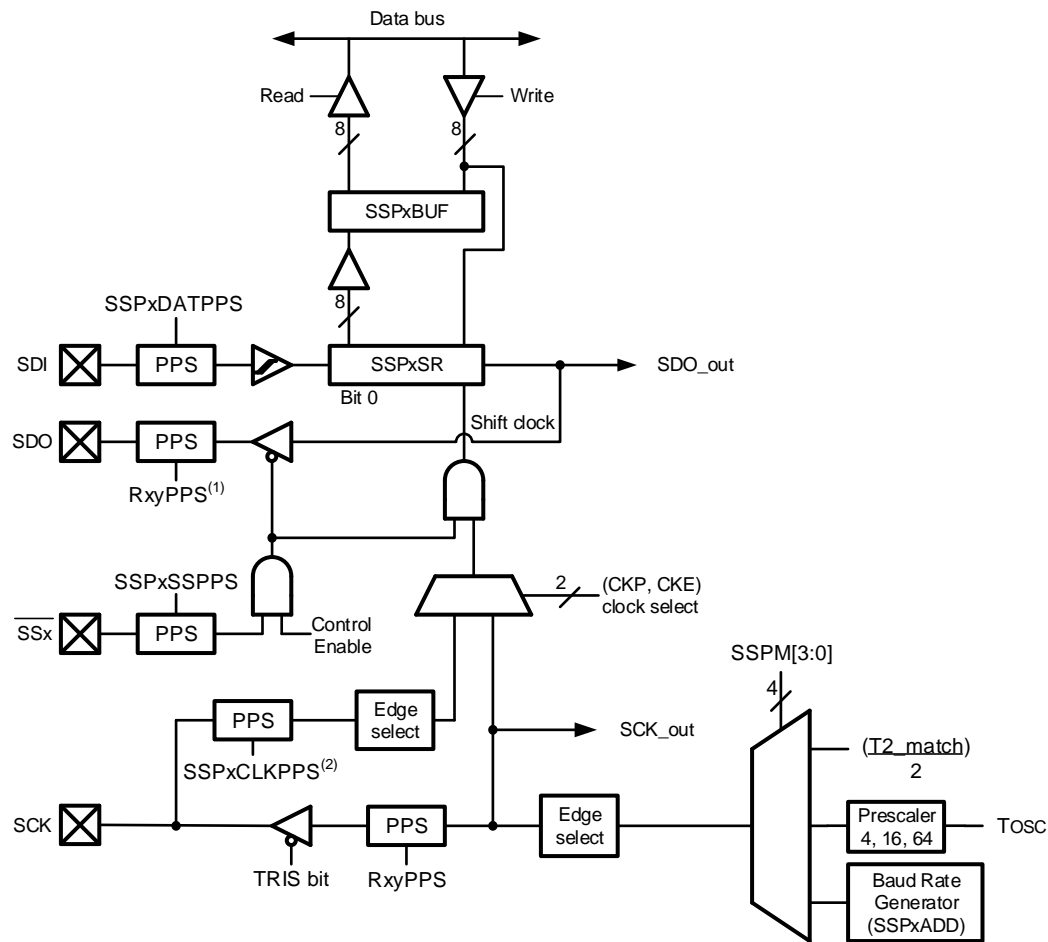 Data bus
Read
Write
8
8
SSPxBUF
8
SSPxDATPPS
SDI
PPS
SSPxSR
SDO_out
Bit 0
Shift clock
SDO
PPS
RxyPPS(1)
SSPxSSPPS
2
(CKP, CKE)
clock select
SSx
PPS
Control
Enable
SSPM[3:0]
4
PPS
Edge
select
SCK_out
(T2_match)
2
SSPxCLKPPS(2)
SCK
PPS
Edge
select
Prescaler
4, 16, 64
TOSC
TRIS bit
RxyPPS
Baud Rate
Generator
(SSPxADD)